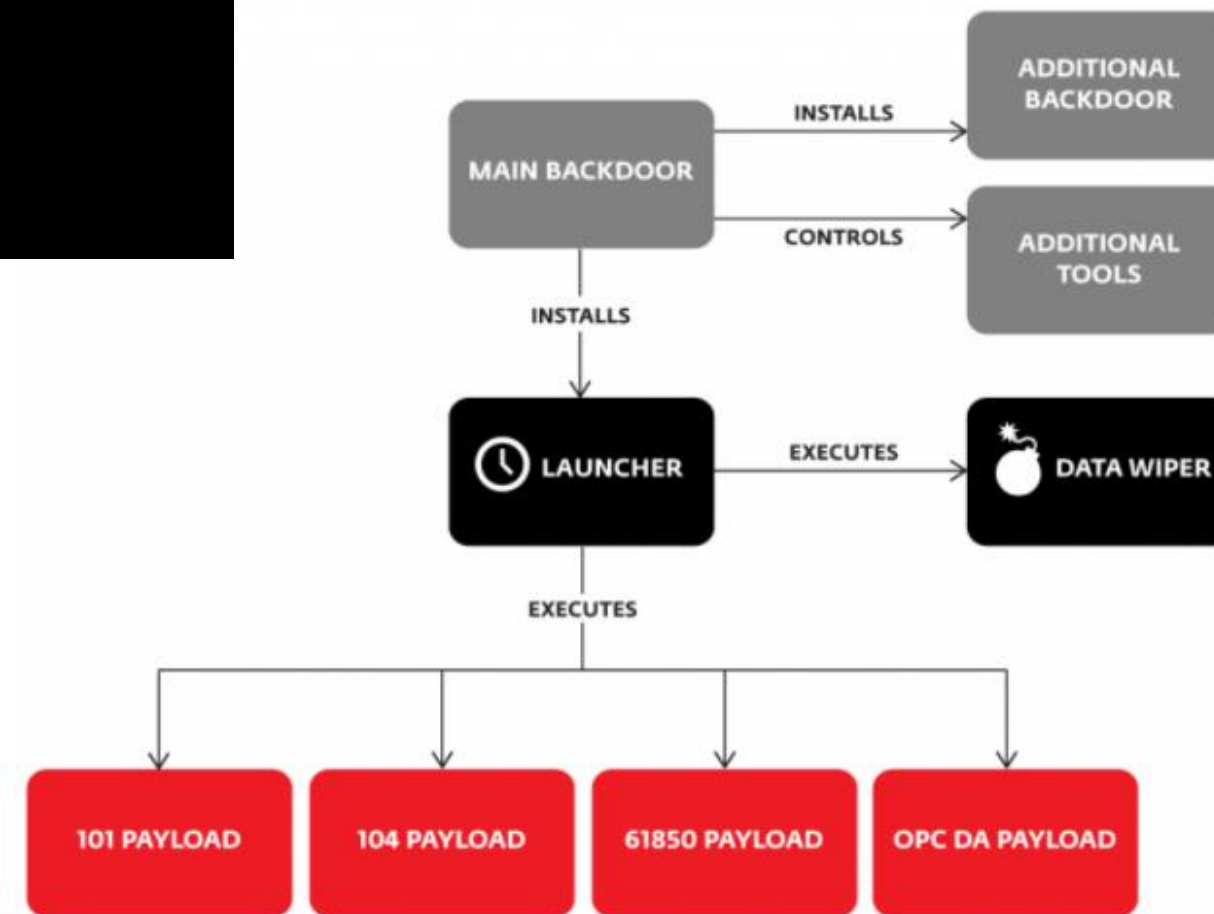 ADDITIONAL
BACKDOOR
INSTALLS
MAIN BACKDOOR
CONTROLS
ADDITIONAL
TOOLS
INSTALLS
LAUNCHER
EXECUTES
DATA WIPER
EXECUTES
101 PAYLOAD
104 PAYLOAD
61850 PAYLOAD
OPC DA PAYLOAD